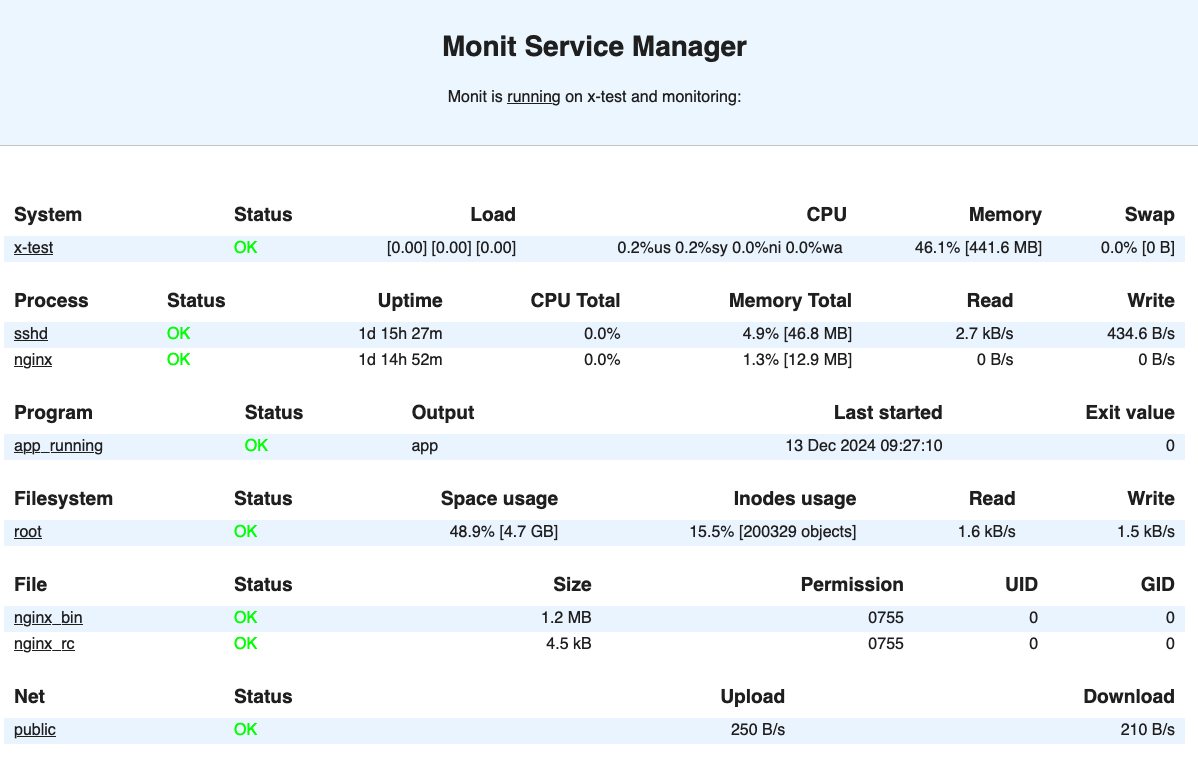 Monit Service Manager
Monit is running on x-test and monitoring:
System Status Load CPU Memory Swap
x-test OK [0.00] [0.00] [0.00] 0.2%us 0.2%sy 0.0%ni 0.0%wa 46.1% [441.6 MB] 0.0% [0 B]
Process Status Uptime CPU Total Memory Total Read Write
sshd OK 1d 15h 27m 0.0% 4.9% [46.8 MB] 2.7 kB/s 434.6 B/s
nginx OK 1d 14h 52m 0.0% 1.3% [12.9 MB] 0 B/s 0 B/s
Program Status Output Last started Exit value
app_running OK app 13 Dec 2024 09:27:10 0
Filesystem Status Space usage Inodes usage Read Write
root OK 48.9% [4.7 GB] 15.5% [200329 objects] 1.6 kB/s 1.5 kB/s
File Status Size Permission UID GID
nginx_bin OK 1.2 MB 0755 0 0
nginx_rc OK 4.5 kB 0755 0 0
Net Status Upload Download
public OK 250 B/s 210 B/s